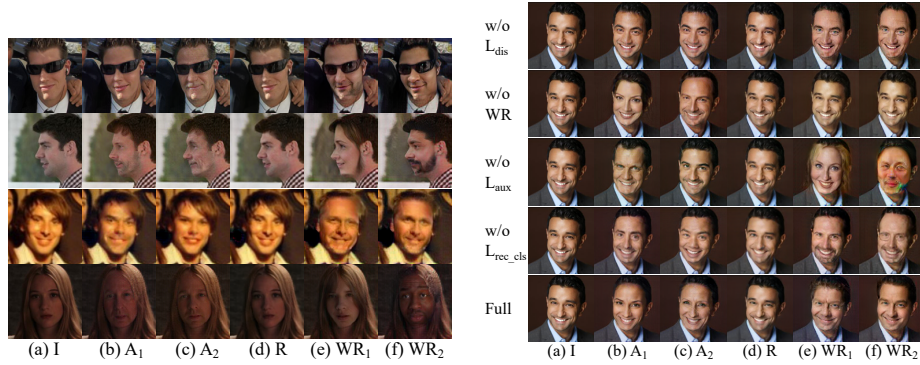 (a) I (b) A₁ (c) A₂ (d) R (e) WR₁ (f) WR₂
w/o
L_dis
w/o
WR
w/o
L_aux
w/o
L_rec_cls
Full
(a) I (b) A₁ (c) A₂ (d) R (e) WR₁ (f) WR₂